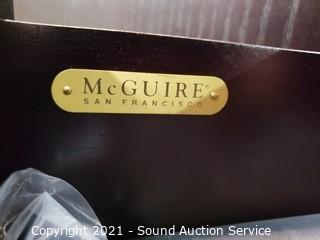 McGUIRE®
SAN FRANCISCO
Copyright 2021 - Sound Auction Service